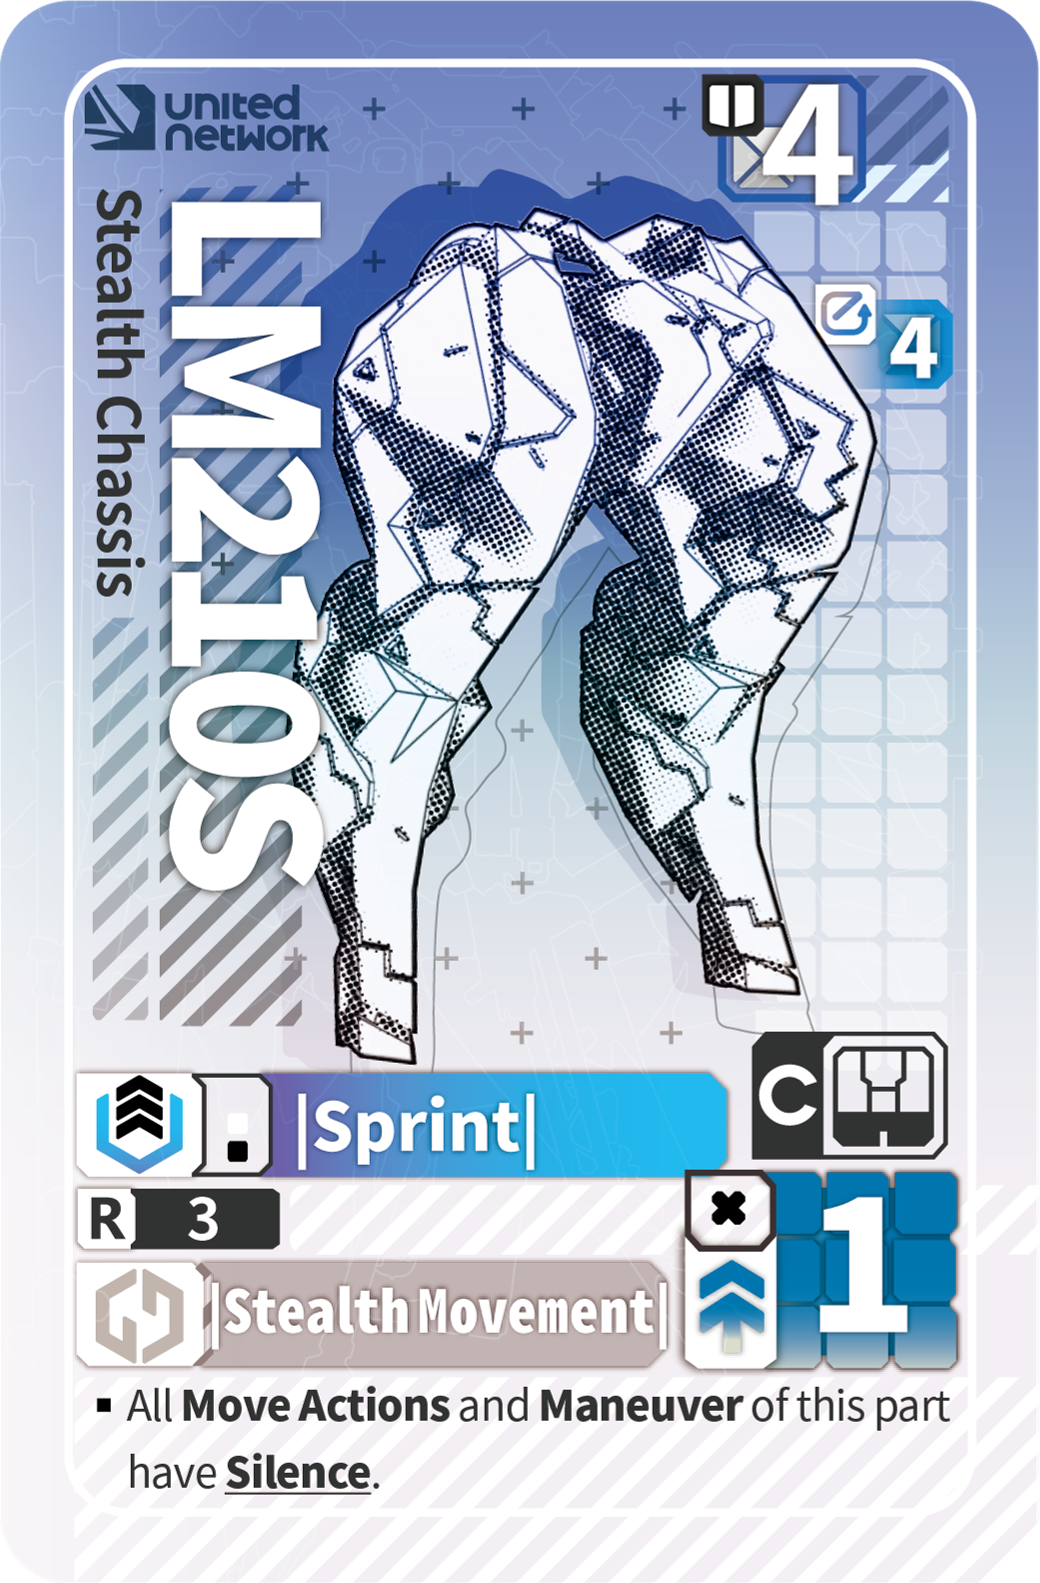 united
network
4
Stealth Chassis
LM210S
4
C
|Sprint|
R 3
1
|Stealth Movement|
▪ All Move Actions and Maneuver of this part
have Silence.